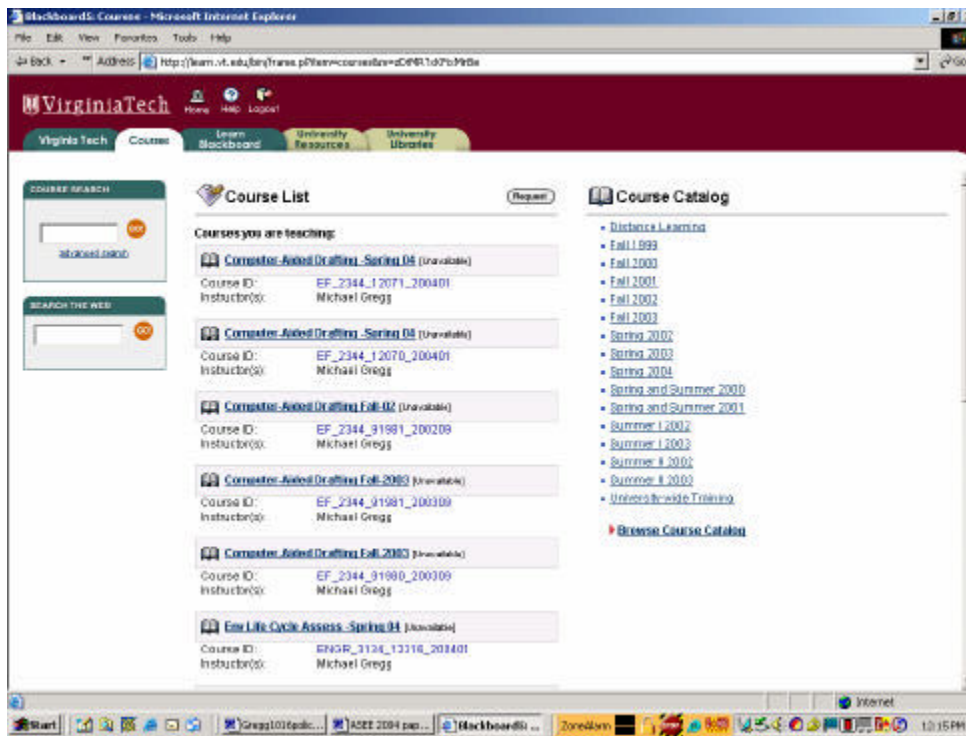 Blackboard5: Courses - Microsoft Internet Explorer
File Edit View Favorites Tools Help
Back
Address
VirginiaTech
Home Help Logout
Virginia Tech
Courses
Learn Blackboard
University Resources
University Libraries
COURSE SEARCH
GO!
advanced search
SEARCH THE WEB
GO!
Course List
Request
Courses you are teaching:
Computer-Aided Drafting -Spring 04 (Unavailable)
Course ID: EF_2344_12071_200401
Instructor(s): Michael Gregg
Computer-Aided Drafting -Spring 04 (Unavailable)
Course ID: EF_2344_12070_200401
Instructor(s): Michael Gregg
Computer-Aided Drafting Fall-02 (Unavailable)
Course ID: EF_2344_91981_200209
Instructor(s): Michael Gregg
Computer-Aided Drafting Fall-2003 (Unavailable)
Course ID: EF_2344_91981_200309
Instructor(s): Michael Gregg
Computer-Aided Drafting Fall-2003 (Unavailable)
Course ID: EF_2344_91980_200309
Instructor(s): Michael Gregg
Env Life Cycle Assess -Spring 04 (Unavailable)
Course ID:
Instructor(s): Michael Gregg
Course Catalog
Distance Learning
Fall 1999
Fall 2000
Fall 2001
Fall 2002
Fall 2003
Spring 2002
Spring 2003
Spring 2004
Spring and Summer 2000
Spring and Summer 2001
Summer I 2002
Summer I 2003
Summer II 2002
Summer II 2003
University-wide Training
Browse Course Catalog
Internet
Start
ASEE 2004 pap...
Blackboard5: ...
ZoneAlarm
12:15 PM